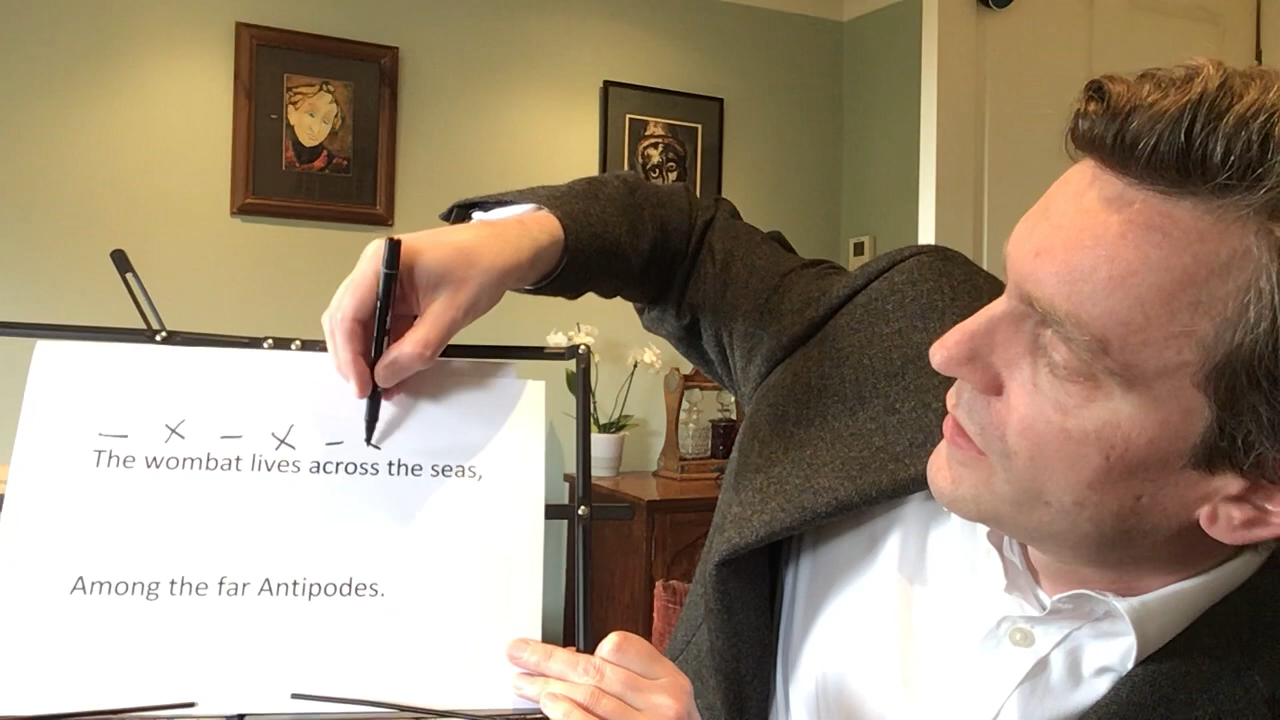 — × — × —
The wombat lives across the seas,
Among the far Antipodes.